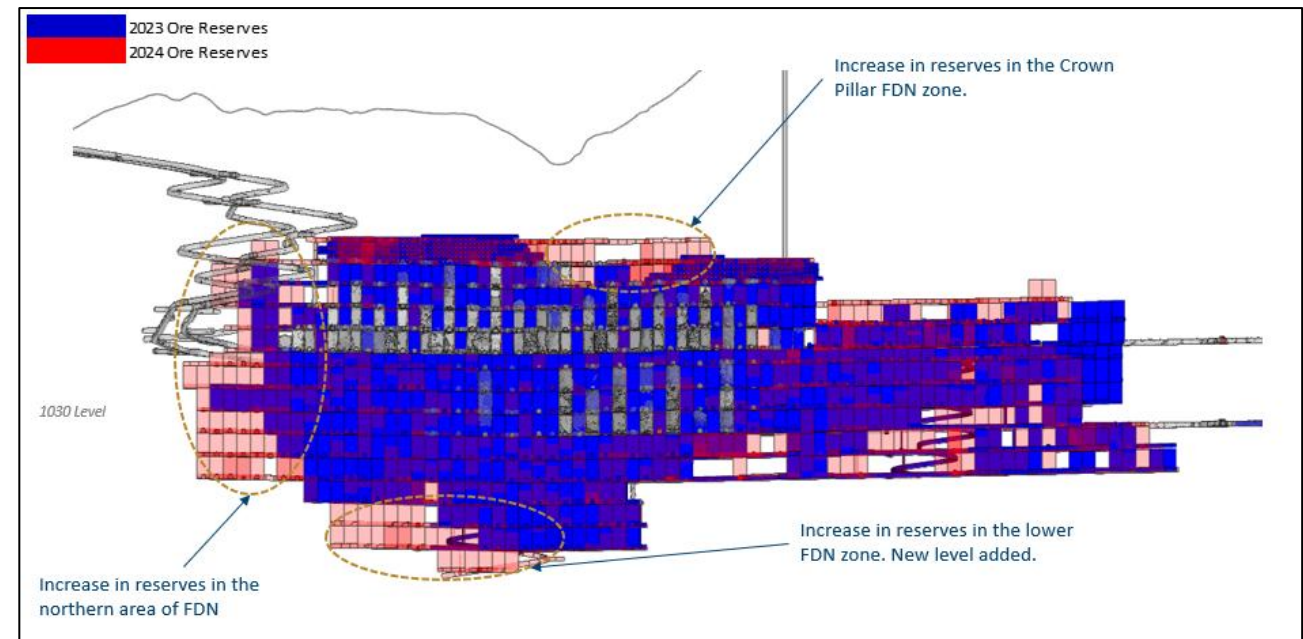 2023 Ore Reserves
2024 Ore Reserves
Increase in reserves in the Crown
Pillar FDN zone.
1030 Level
Increase in reserves in the lower
FDN zone. New level added.
Increase in reserves in the
northern area of FDN